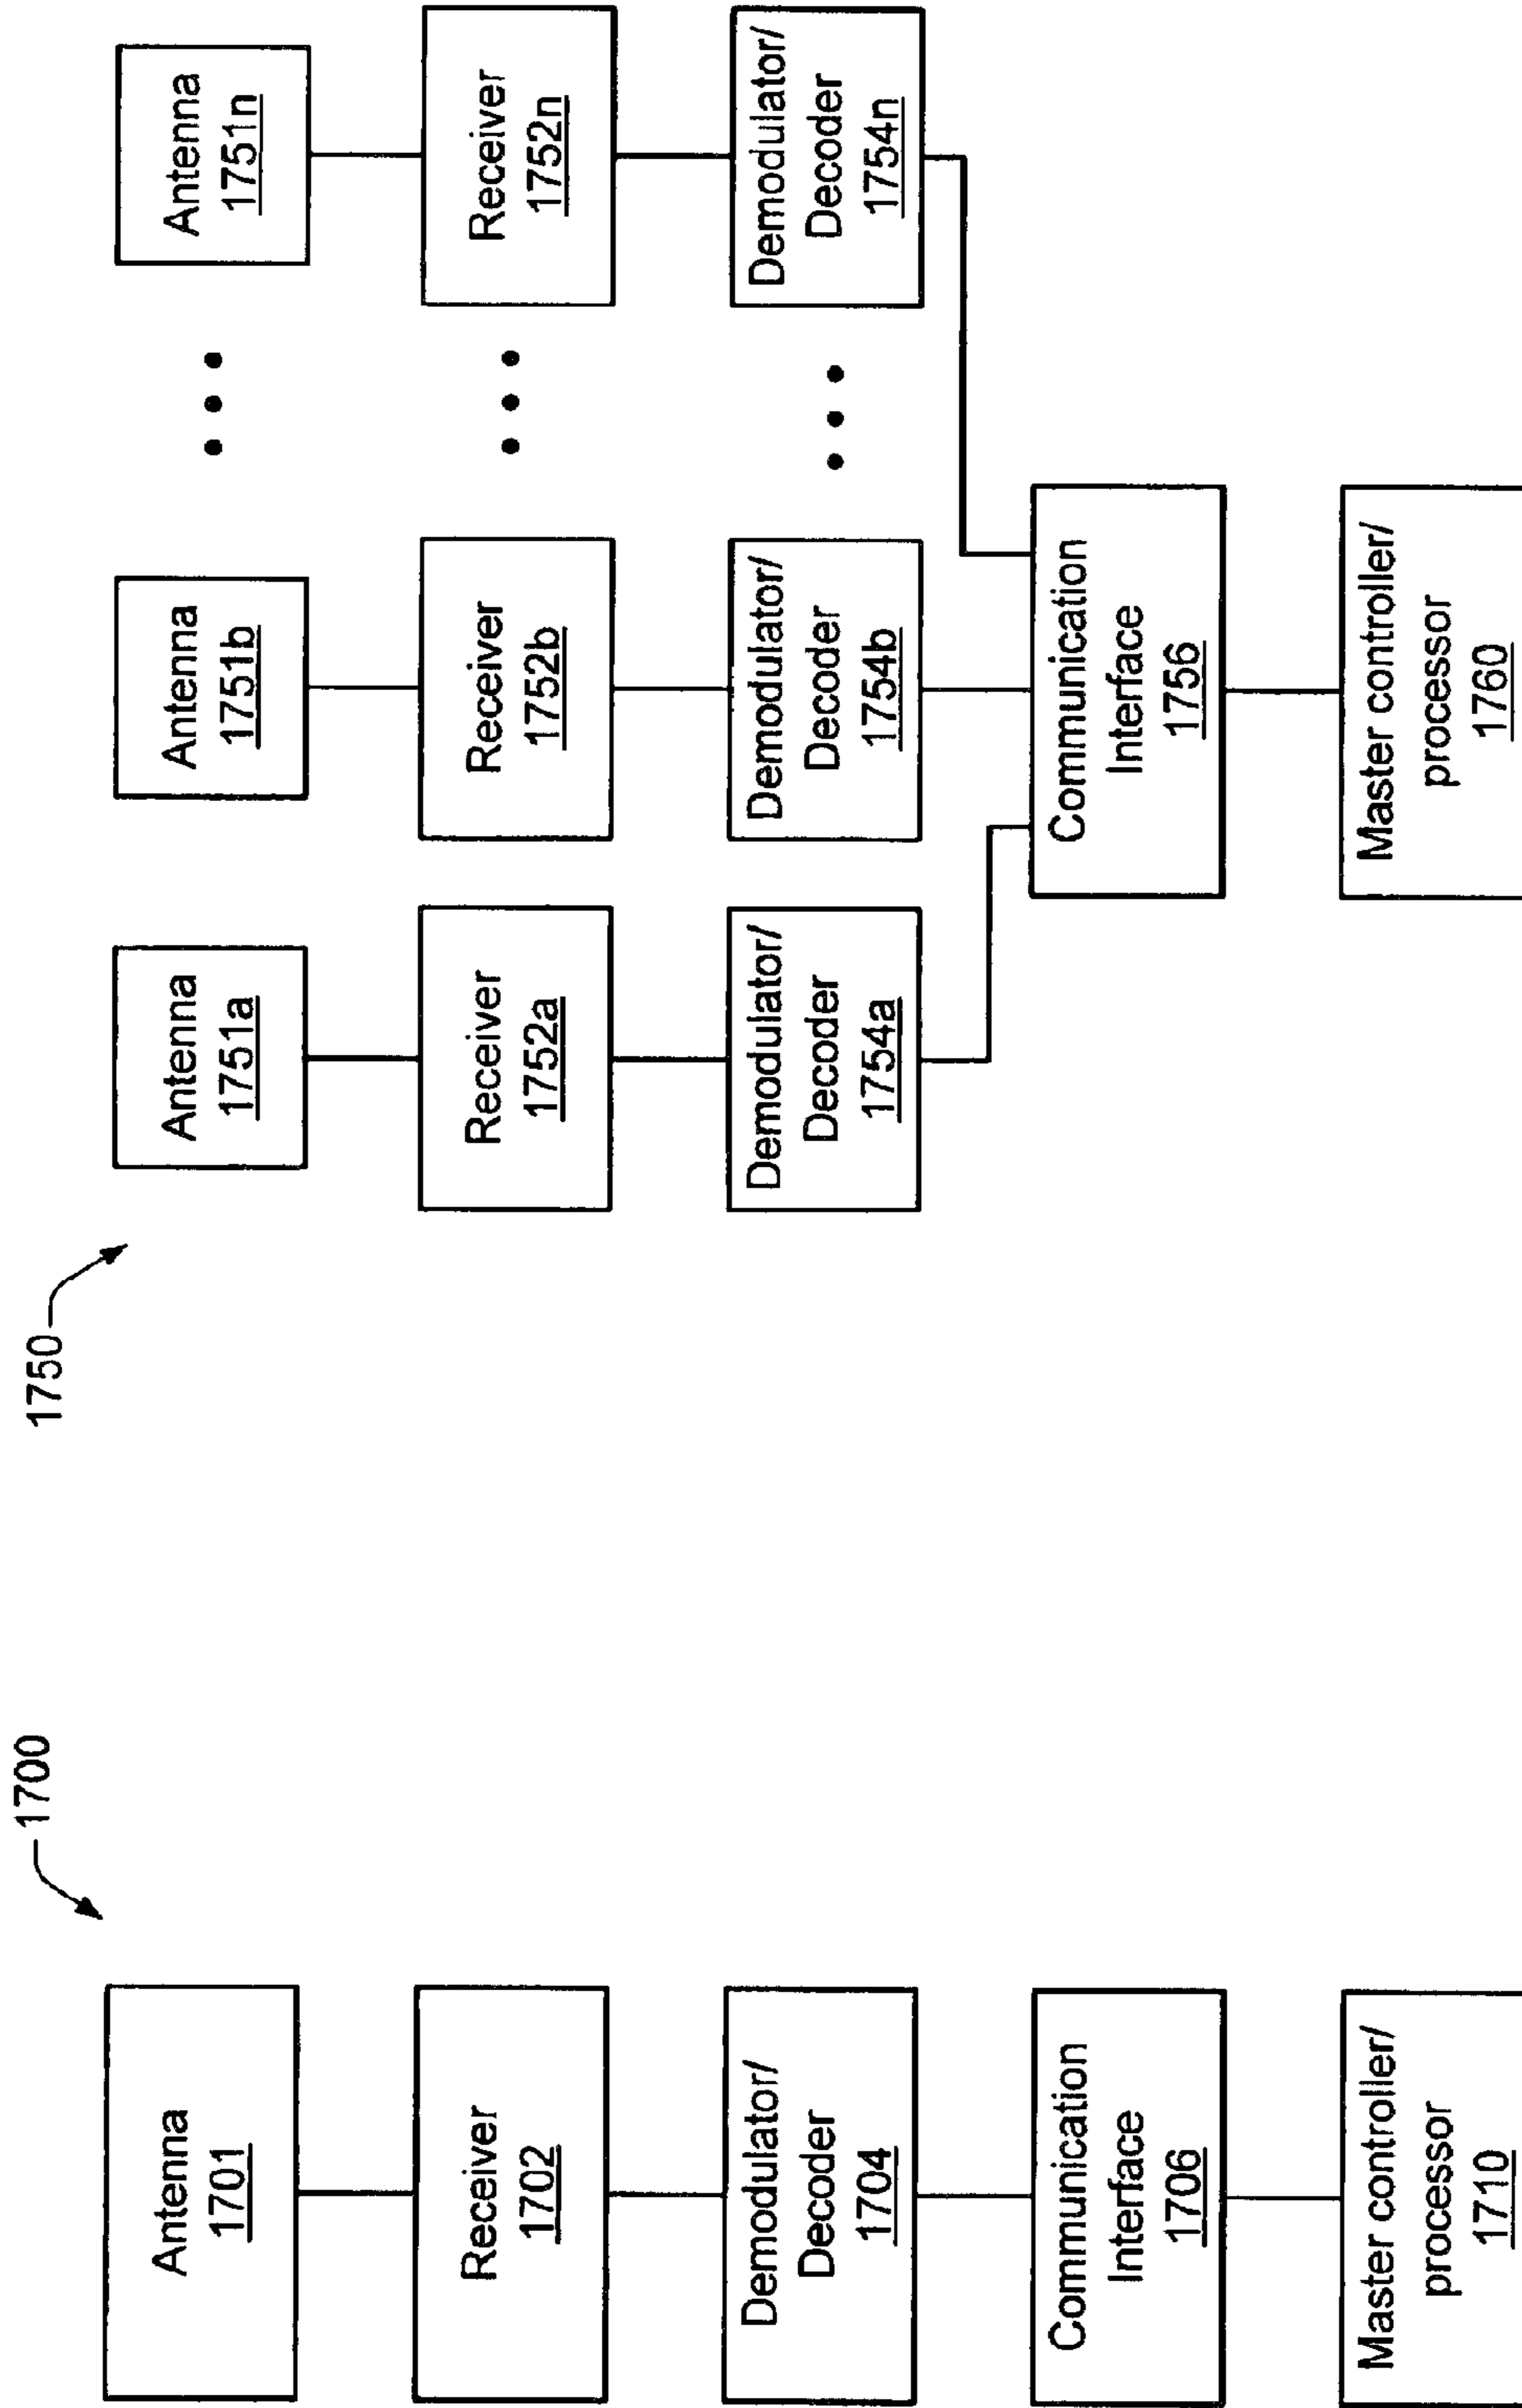 1700
Antenna
1701
Receiver
1702
Demodulator/
Decoder
1704
Communication
Interface
1706
Master controller/
processor
1710
1750
Antenna
1751a
Receiver
1752a
Demodulator/
Decoder
1754a
Antenna
1751b
Receiver
1752b
Demodulator/
Decoder
1754b
Antenna
1751n
Receiver
1752n
Demodulator/
Decoder
1754n
Communication
Interface
1756
Master controller/
processor
1760